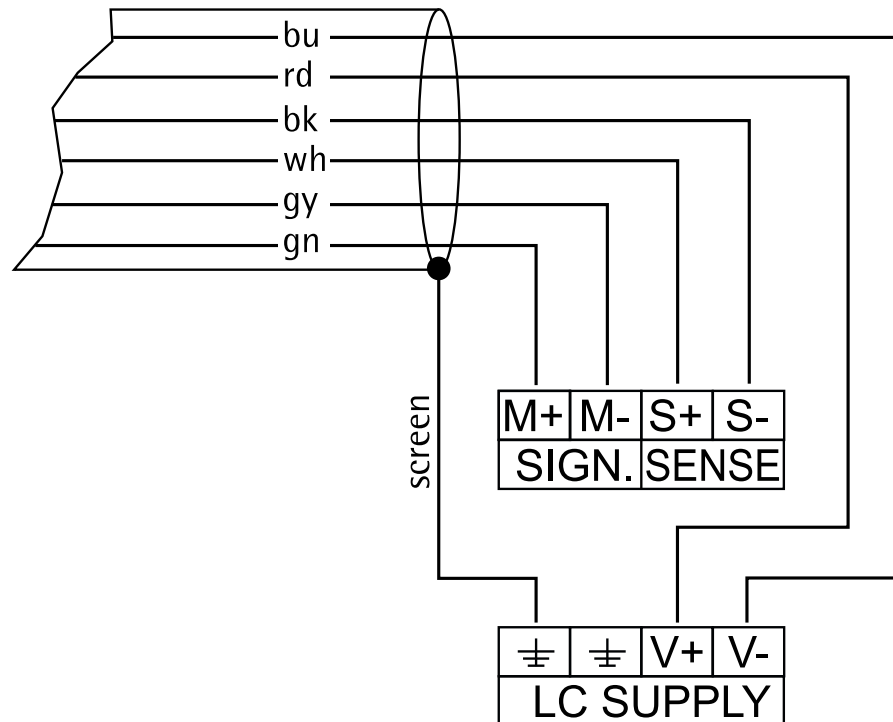 bu
rd
bk
wh
gy
gn
screen
M+ M- S+ S-
SIGN. SENSE
V+ V-
LC SUPPLY